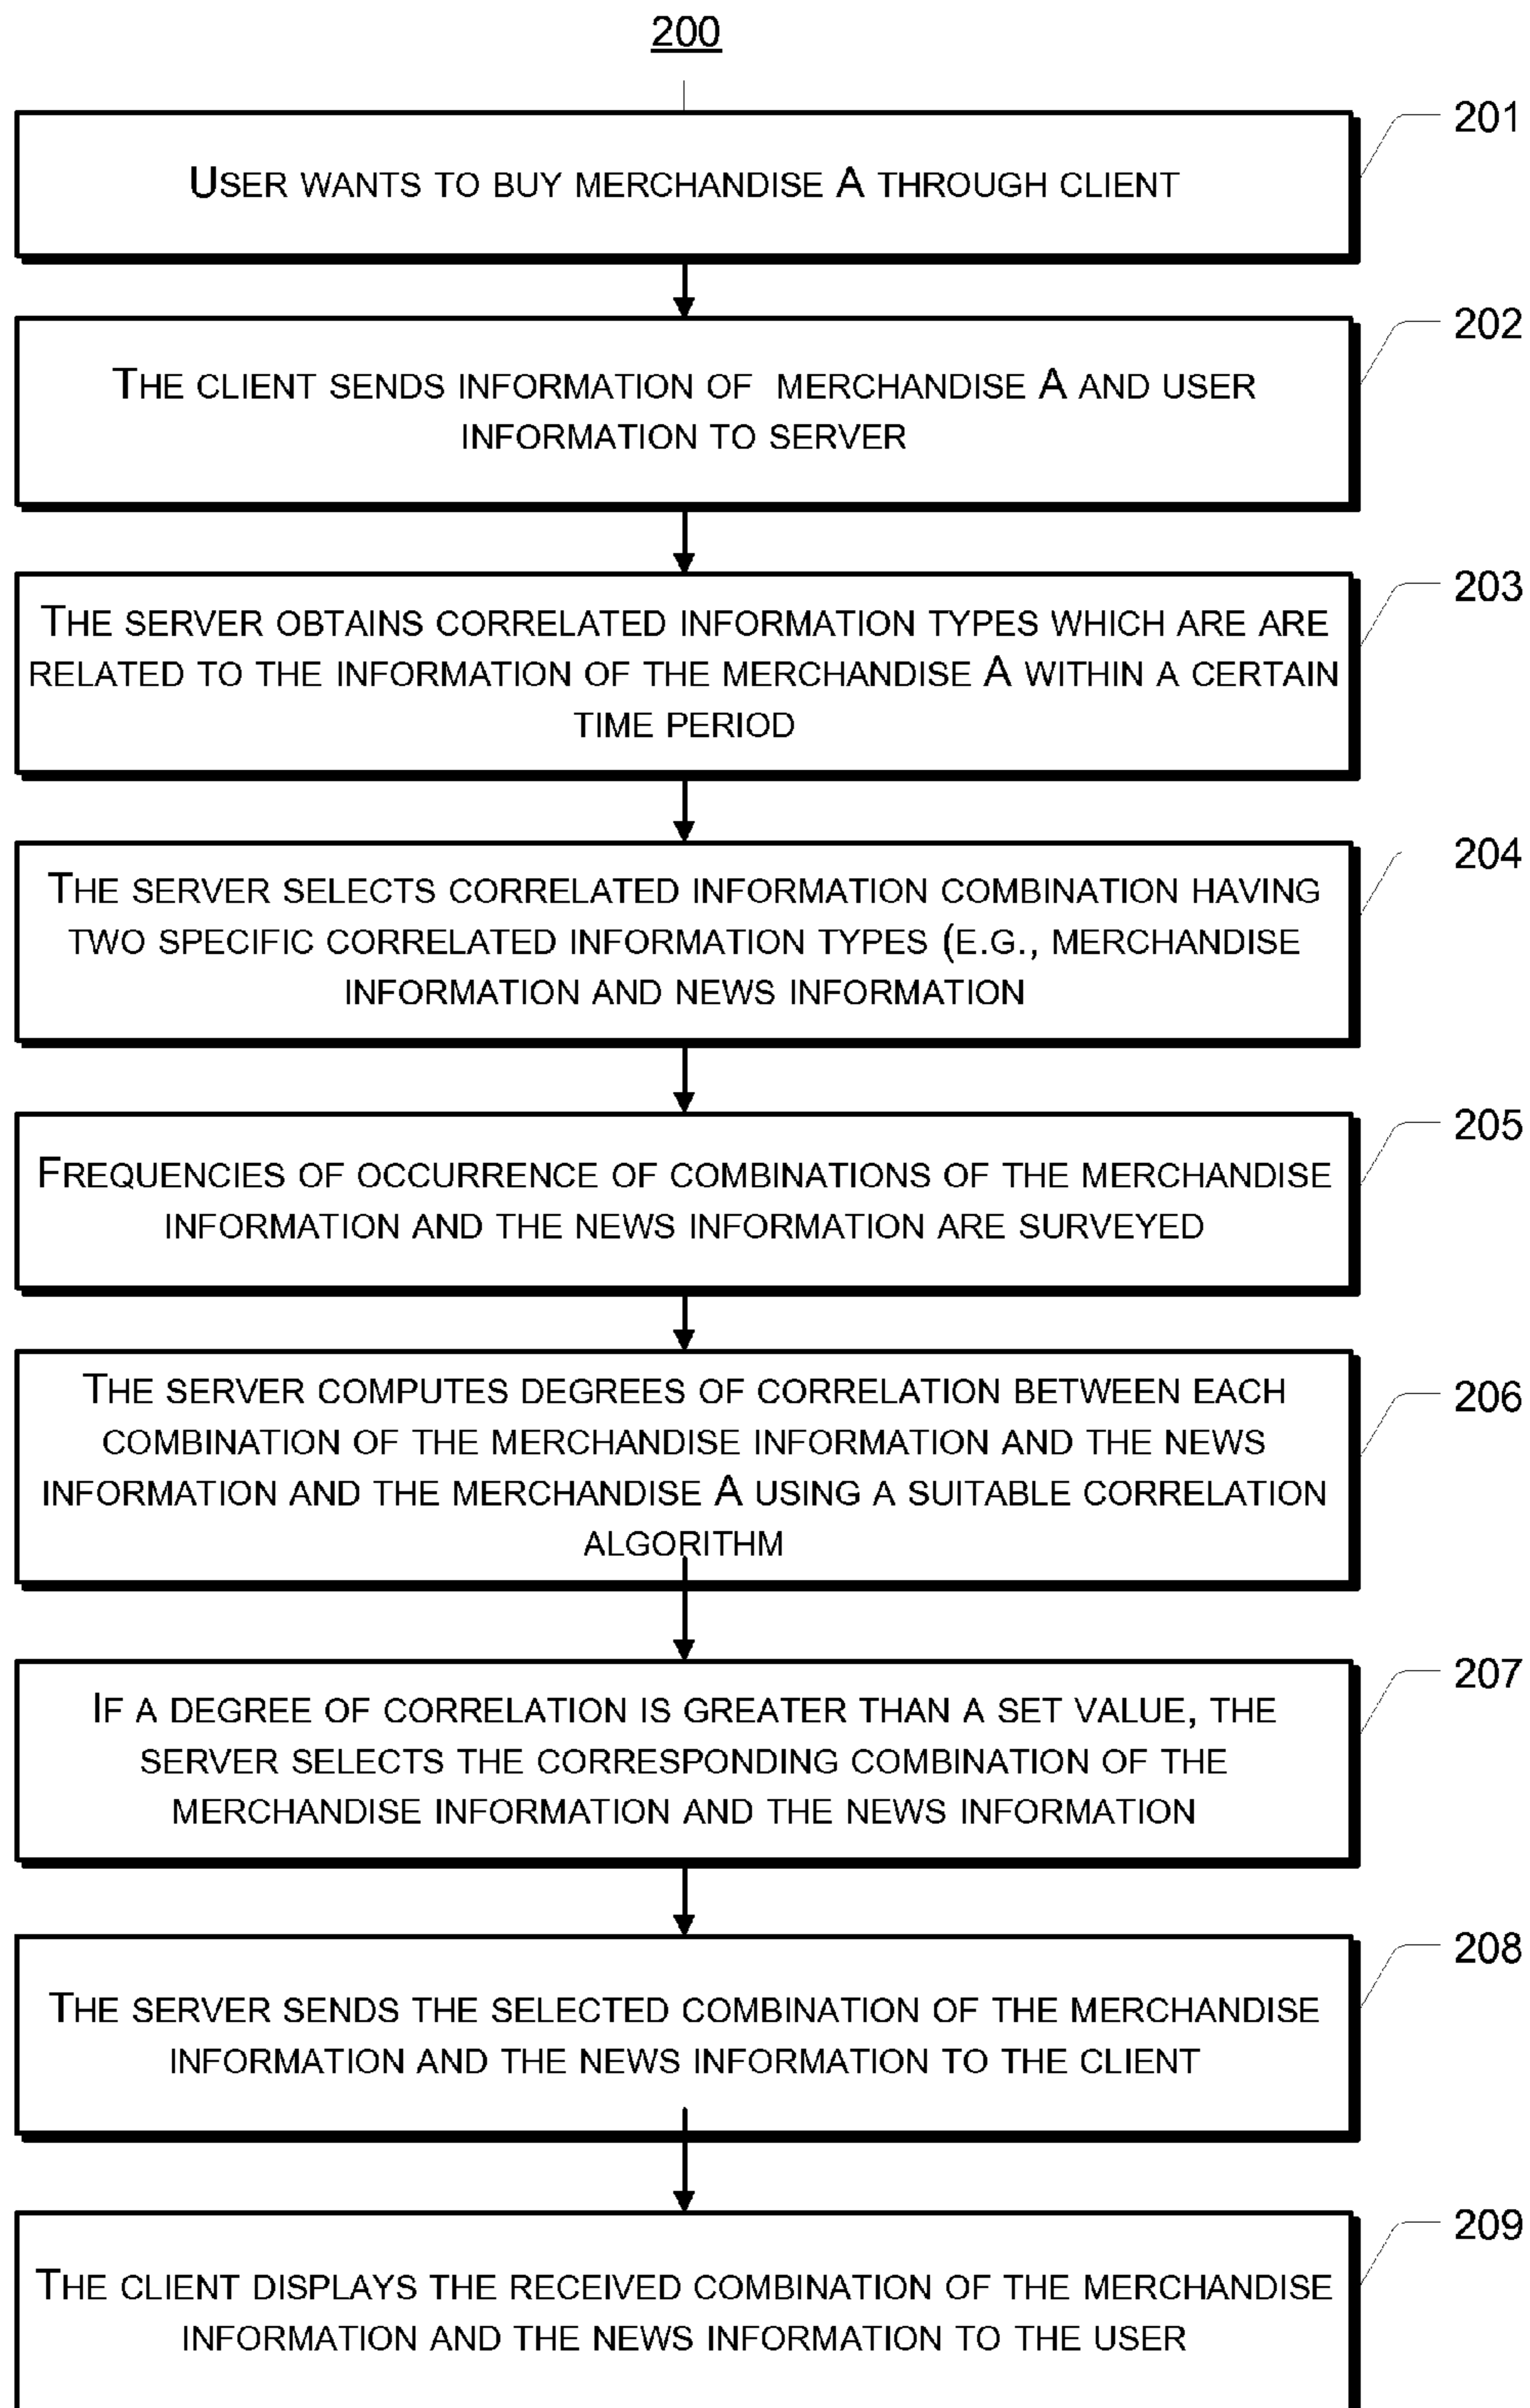 200
USER WANTS TO BUY MERCHANDISE A THROUGH CLIENT
201
THE CLIENT SENDS INFORMATION OF MERCHANDISE A AND USER
INFORMATION TO SERVER
202
THE SERVER OBTAINS CORRELATED INFORMATION TYPES WHICH ARE ARE
RELATED TO THE INFORMATION OF THE MERCHANDISE A WITHIN A CERTAIN
TIME PERIOD
203
THE SERVER SELECTS CORRELATED INFORMATION COMBINATION HAVING
TWO SPECIFIC CORRELATED INFORMATION TYPES (E.G., MERCHANDISE
INFORMATION AND NEWS INFORMATION
204
FREQUENCIES OF OCCURRENCE OF COMBINATIONS OF THE MERCHANDISE
INFORMATION AND THE NEWS INFORMATION ARE SURVEYED
205
THE SERVER COMPUTES DEGREES OF CORRELATION BETWEEN EACH
COMBINATION OF THE MERCHANDISE INFORMATION AND THE NEWS
INFORMATION AND THE MERCHANDISE A USING A SUITABLE CORRELATION
ALGORITHM
206
IF A DEGREE OF CORRELATION IS GREATER THAN A SET VALUE, THE
SERVER SELECTS THE CORRESPONDING COMBINATION OF THE
MERCHANDISE INFORMATION AND THE NEWS INFORMATION
207
THE SERVER SENDS THE SELECTED COMBINATION OF THE MERCHANDISE
INFORMATION AND THE NEWS INFORMATION TO THE CLIENT
208
THE CLIENT DISPLAYS THE RECEIVED COMBINATION OF THE MERCHANDISE
INFORMATION AND THE NEWS INFORMATION TO THE USER
209